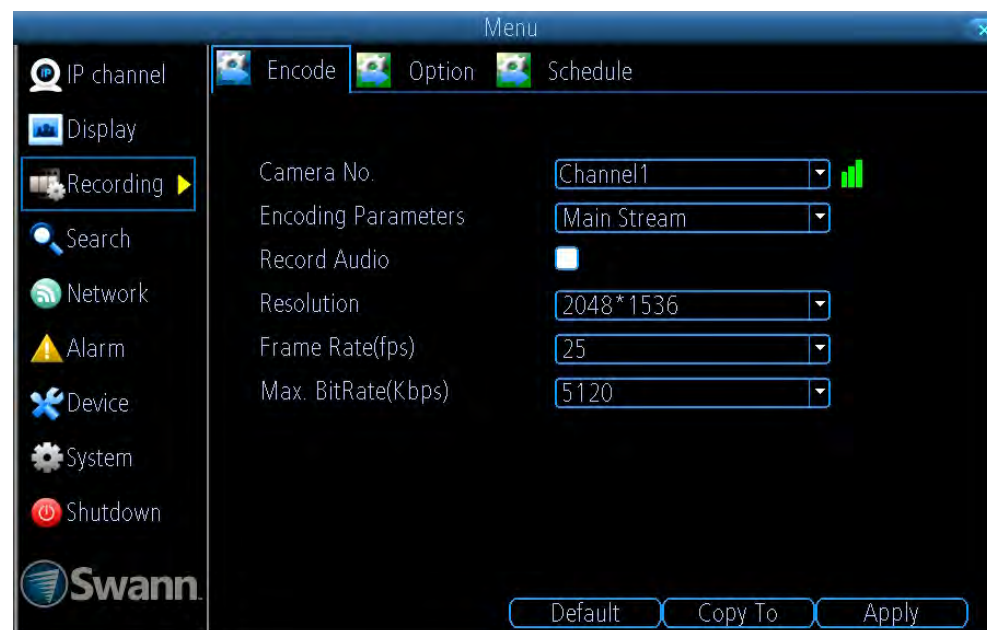 Menu
IP channel
Display
Recording
Search
Network
Alarm
Device
System
Shutdown
Swann
Encode Option Schedule
Camera No. Channel1
Encoding Parameters Main Stream
Record Audio
Resolution 2048*1536
Frame Rate(fps) 25
Max. BitRate(Kbps) 5120
Default Copy To Apply